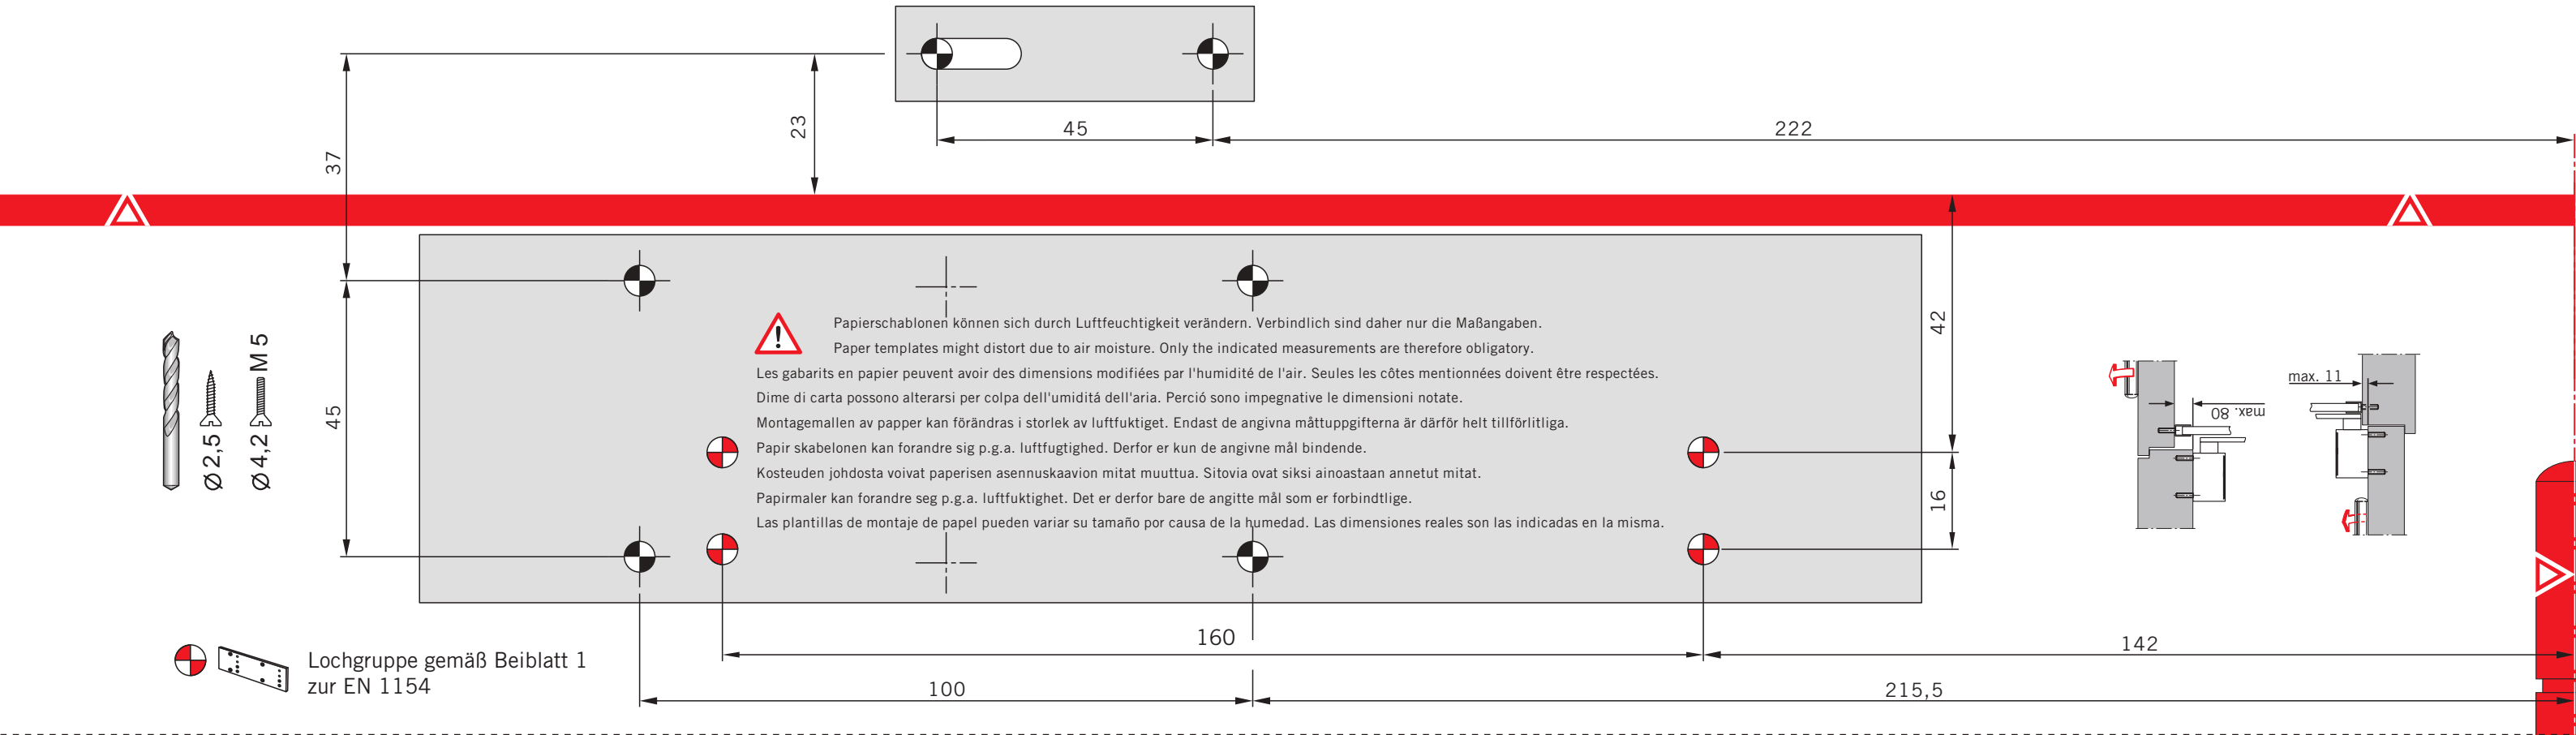 45
222
23
37
Papierschablonen können sich durch Luftfeuchtigkeit verändern. Verbindlich sind daher nur die Maßangaben.
Paper templates might distort due to air moisture. Only the indicated measurements are therefore obligatory.
Les gabarits en papier peuvent avoir des dimensions modifiées par l'humidité de l'air. Seules les côtes mentionnées doivent être respectées.
Dime di carta possono alterarsi per colpa dell'umiditá dell'aria. Perció sono impegnative le dimensioni notate.
Montagemallen av papper kan förändras i storlek av luftfuktiget. Endast de angivna måttuppgifterna är därför helt tillförlitliga.
Papir skabelonen kan forandre sig p.g.a. luftfugtighed. Derfor er kun de angivne mål bindende.
Kosteuden johdosta voivat paperisen asennuskaavion mitat muuttua. Sitovia ovat siksi ainoastaan annetut mitat.
Papirmaler kan forandre seg p.g.a. luftfuktighet. Det er derfor bare de angitte mål som er forbindtlige.
Las plantillas de montaje de papel pueden variar su tamaño por causa de la humedad. Las dimensiones reales son las indicadas en la misma.
42
16
45
Ø 2,5
Ø 4,2 M 5
max. 80
max. 11
160
142
100
215,5
Lochgruppe gemäß Beiblatt 1
zur EN 1154